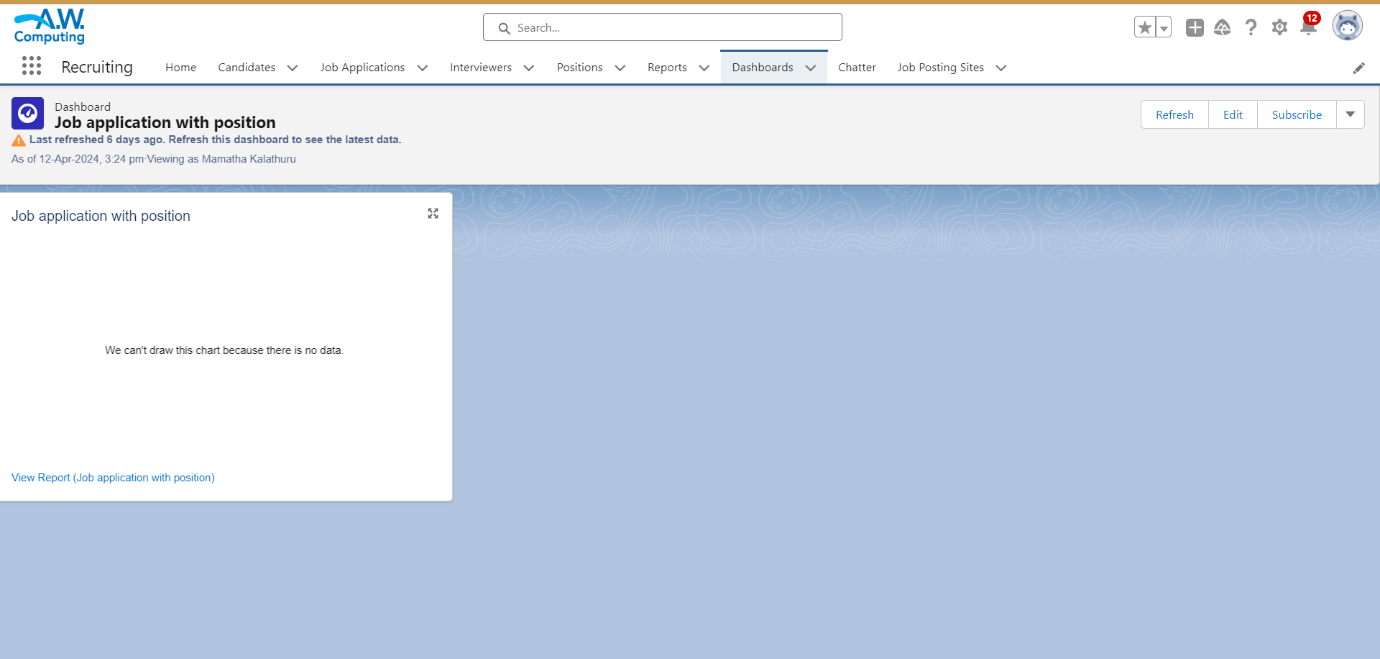 A.W.
Computing
Search...
12
Recruiting Home Candidates Job Applications Interviewers Positions Reports Dashboards Chatter Job Posting Sites
Dashboard
Job application with position
Last refreshed 6 days ago. Refresh this dashboard to see the latest data.
As of 12-Apr-2024, 3:24 pm·Viewing as Mamatha Kalathuru
Refresh Edit Subscribe
Job application with position
We can't draw this chart because there is no data.
View Report (Job application with position)